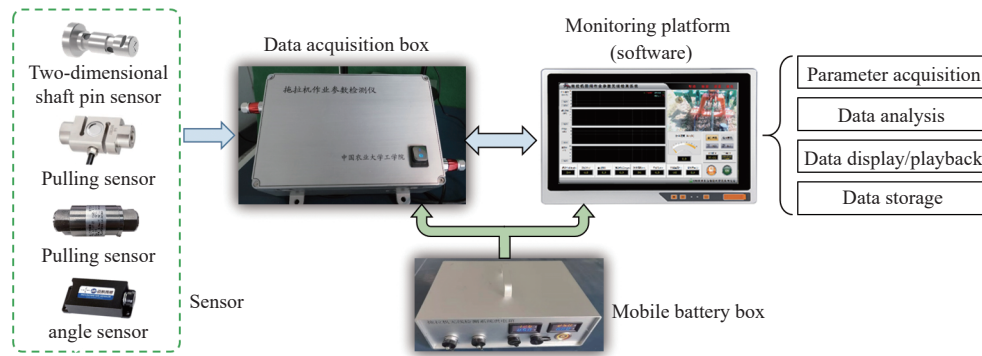 Two-dimensional
shaft pin sensor
Pulling sensor
Pulling sensor
angle sensor
Sensor
Data acquisition box
拖拉机作业参数检测仪
中国农业大学工学院
Monitoring platform
(software)
Mobile battery box
Parameter acquisition
Data analysis
Data display/playback
Data storage